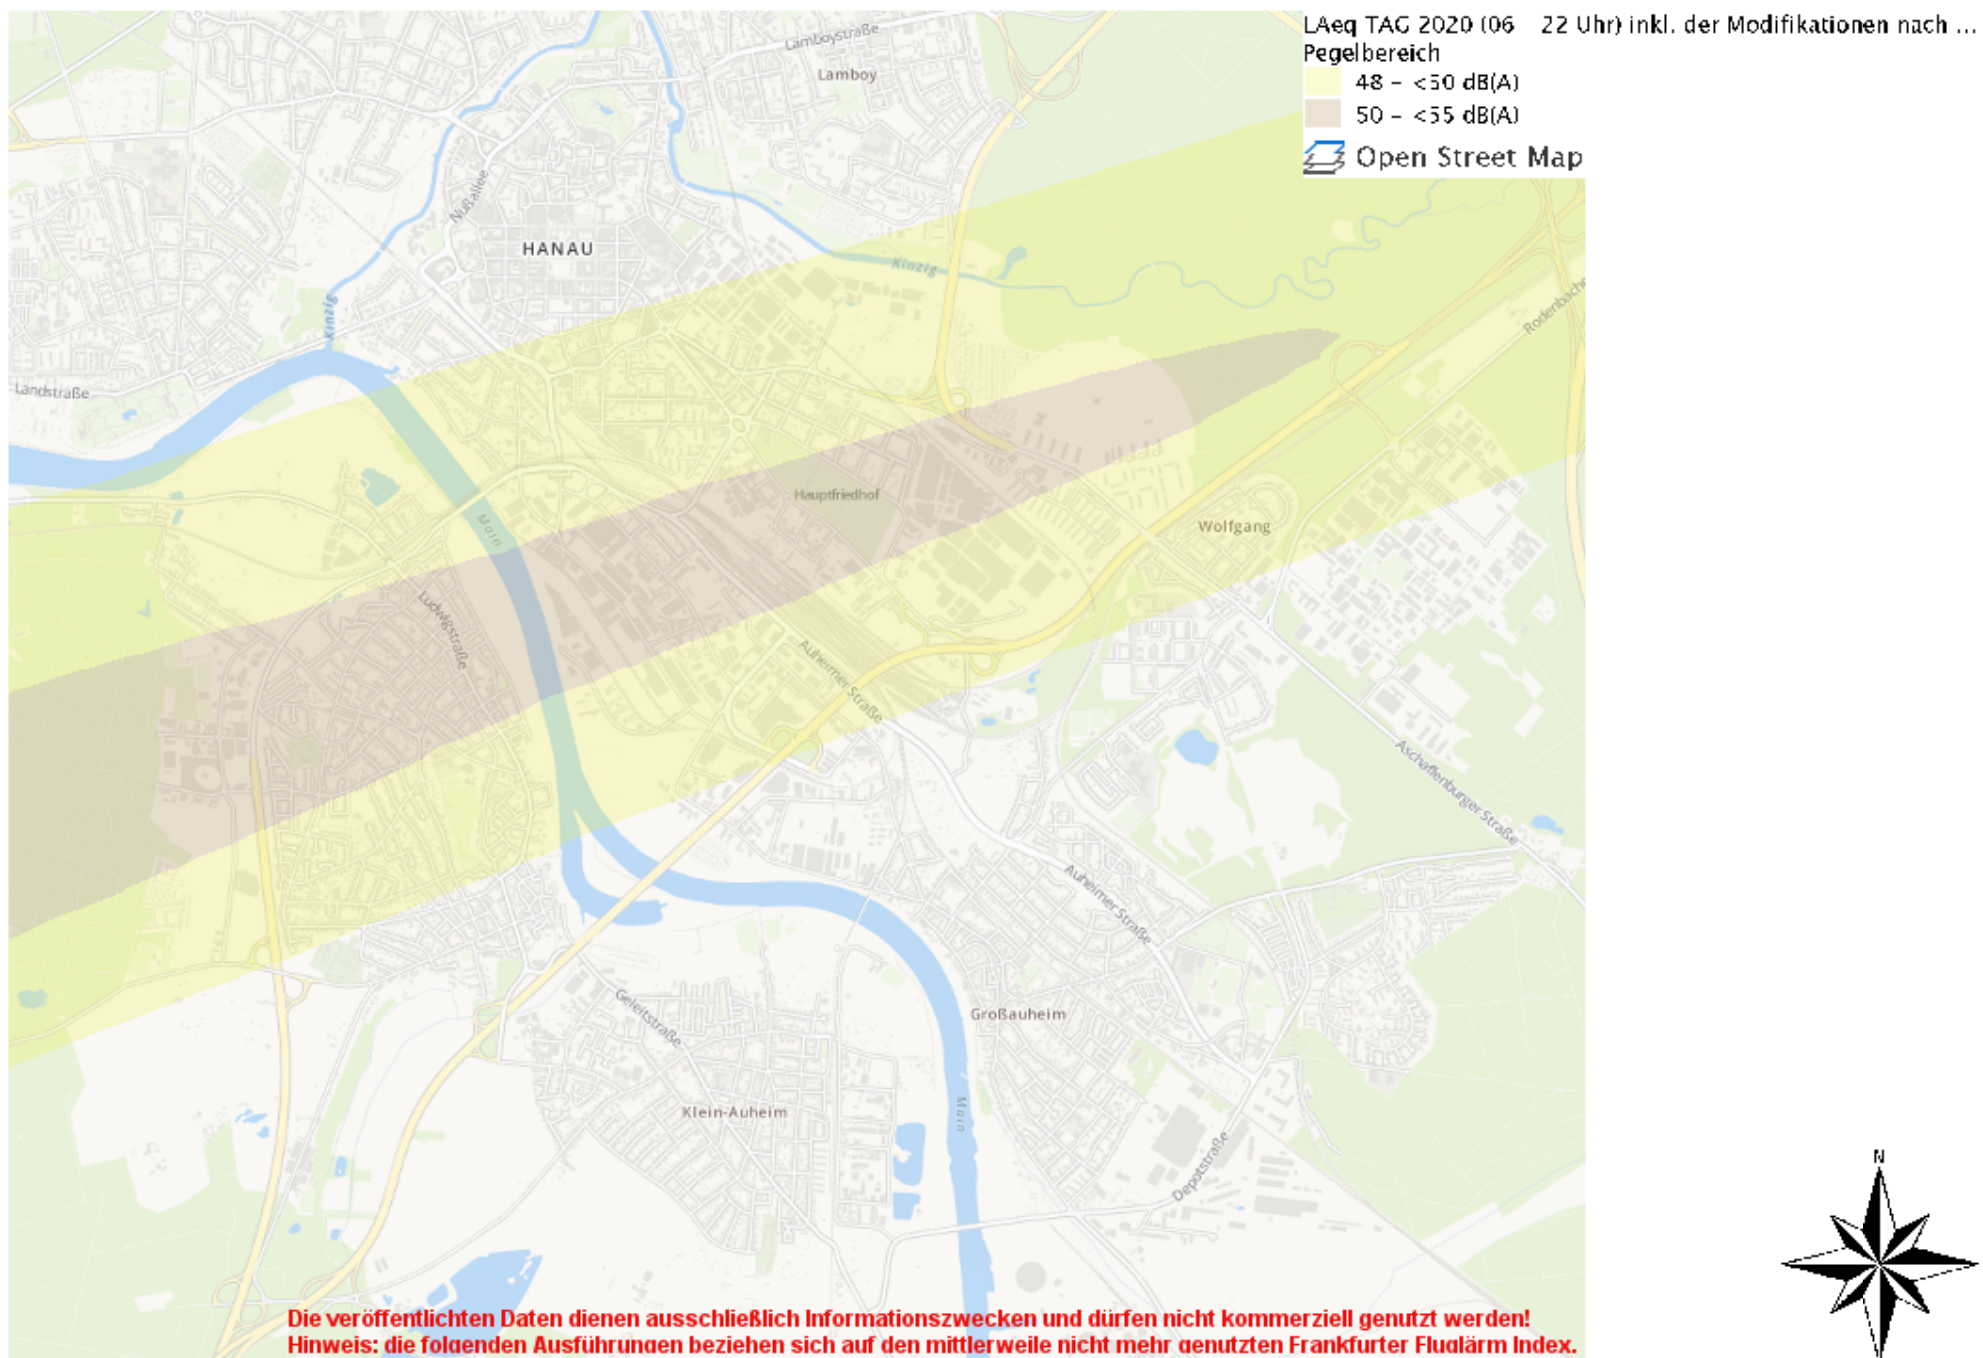 LAeq TAG 2020 (06 22 Uhr) inkl. der Modifikationen nach ...
Pegelbereich
48 - <50 dB(A)
50 - <55 dB(A)
Open Street Map
Lamboystraße
Lamboy
Nußallee
HANAU
Kinzig
Kinzig
Rodenbache
Landstraße
Hauptfriedhof
Main
Wolfgang
Ludwigstraße
Auheimer Straße
Aschaffenburger Straße
Auheimer Straße
Geleitstraße
Großauheim
Klein-Auheim
Main
Depotstraße
N
Die veröffentlichten Daten dienen ausschließlich Informationszwecken und dürfen nicht kommerziell genutzt werden!
Hinweis: die folgenden Ausführungen beziehen sich auf den mittlerweile nicht mehr genutzten Frankfurter Fluglärm Index.